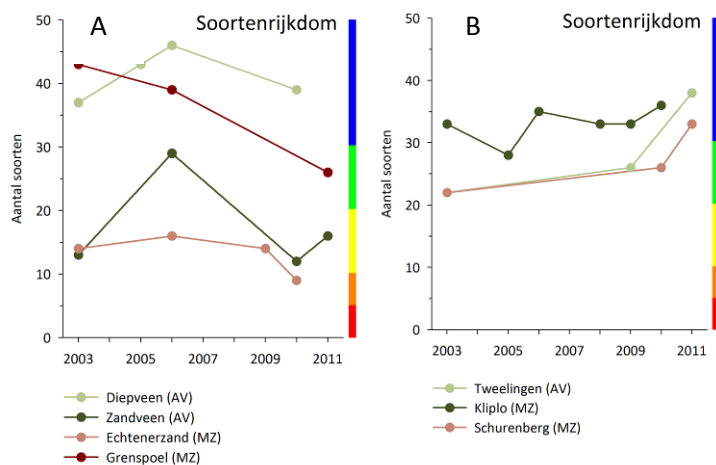 A Soortenrijkdom
Aantal soorten
50
40
30
20
10
0
2003 2005 2007 2009 2011
Diepveen (AV)
Zandveen (AV)
Echtenerzand (MZ)
Grenspoel (MZ)
B Soortenrijkdom
Aantal soorten
50
40
30
20
10
0
2003 2005 2007 2009 2011
Tweelingen (AV)
Kliplo (MZ)
Schurenberg (MZ)